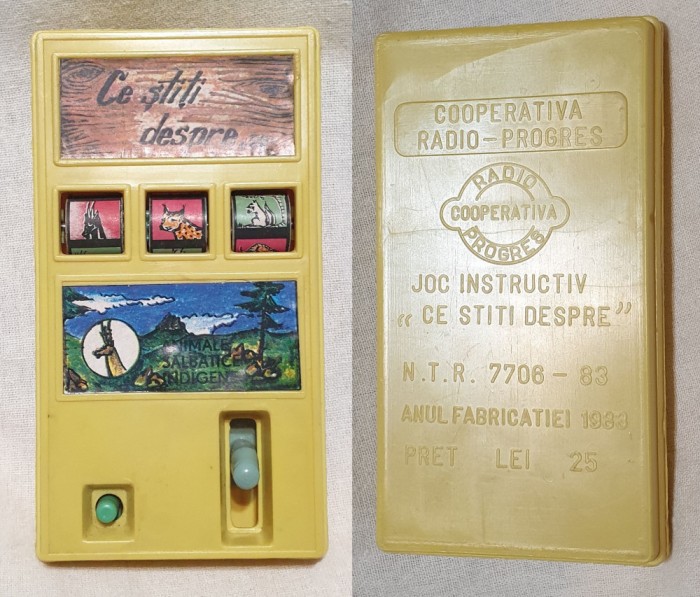 Ce știți
despre...
ANIMALE
SĂLBATICE
INDIGENE
COOPERATIVA
RADIO-PROGRES
RADIO
COOPERATIVA
PROGRES
JOC INSTRUCTIV
„ CE STITI DESPRE ”
N.T.R. 7706 - 83
ANUL FABRICATIEI 1983
PRET LEI 25